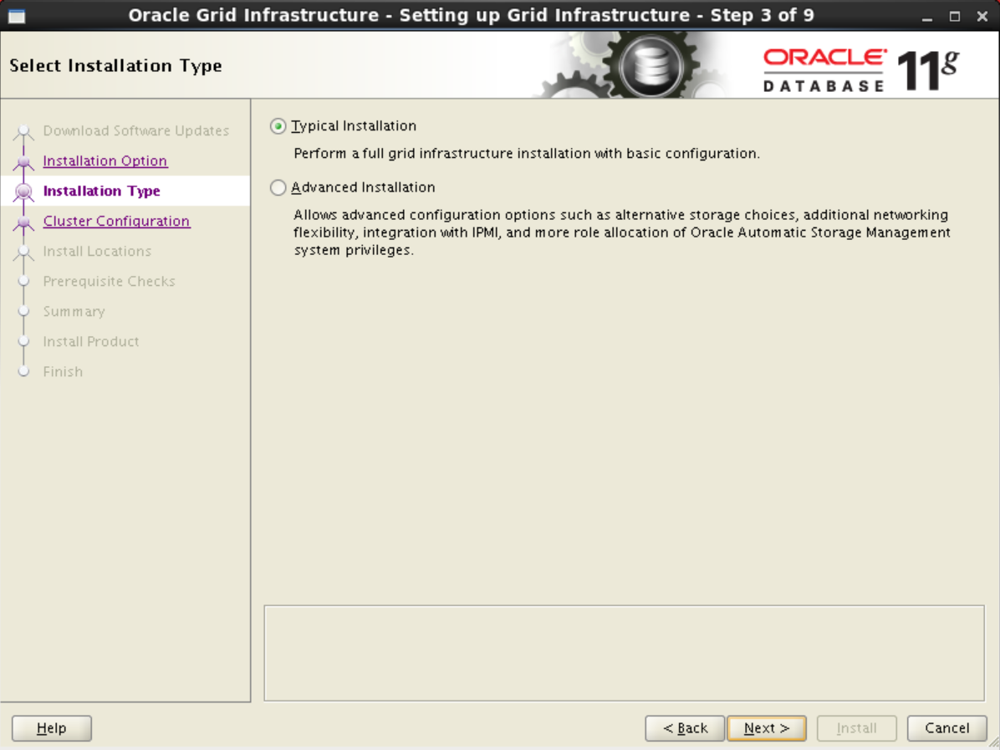 Oracle Grid Infrastructure - Setting up Grid Infrastructure - Step 3 of 9
Select Installation Type
ORACLE
DATABASE
11g
Download Software Updates
Installation Option
Installation Type
Cluster Configuration
Install Locations
Prerequisite Checks
Summary
Install Product
Finish
Typical Installation
Perform a full grid infrastructure installation with basic configuration.
Advanced Installation
Allows advanced configuration options such as alternative storage choices, additional networking
flexibility, integration with IPMI, and more role allocation of Oracle Automatic Storage Management
system privileges.
Help
< Back
Next >
Install
Cancel